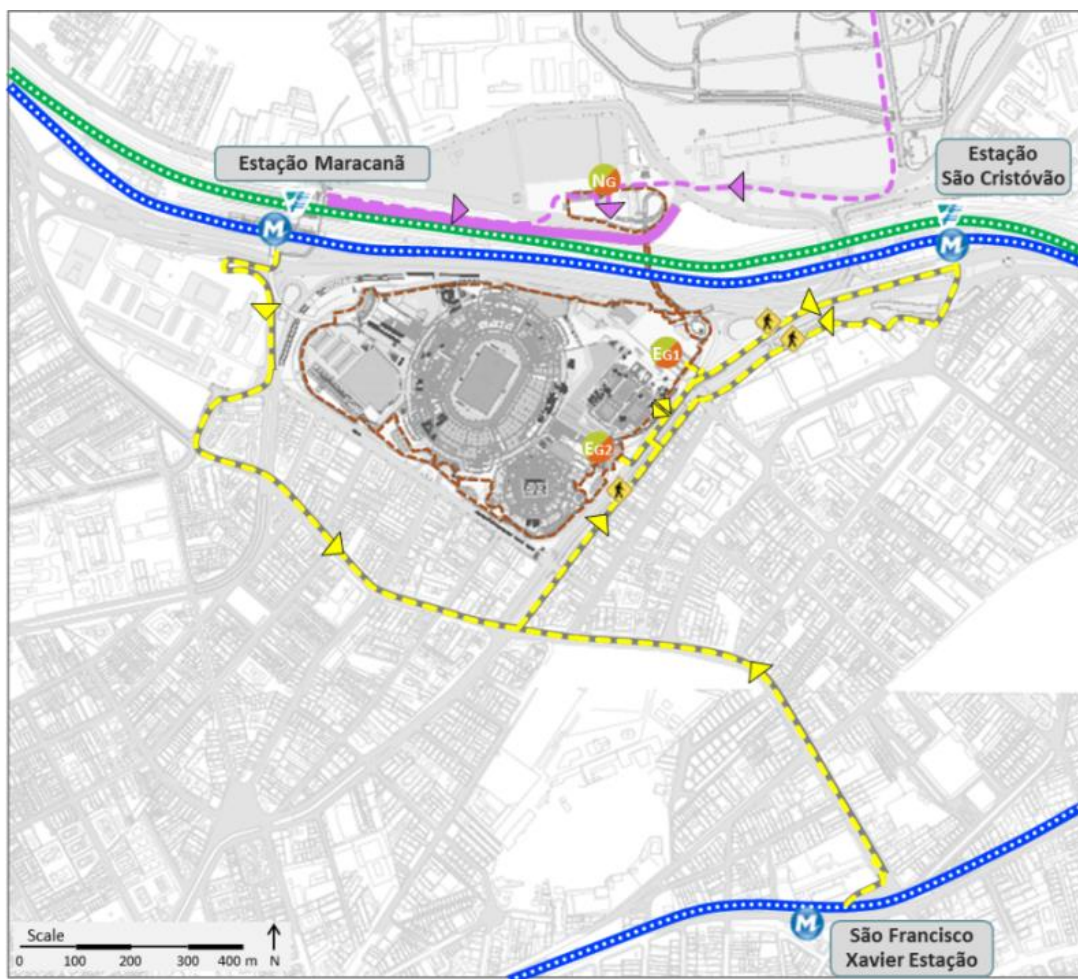 Estação Maracanã
Estação
São Cristóvão
NG
M
M
EG1
EG2
M
São Francisco
Xavier Estação
Scale
0 100 200 300 400 m N